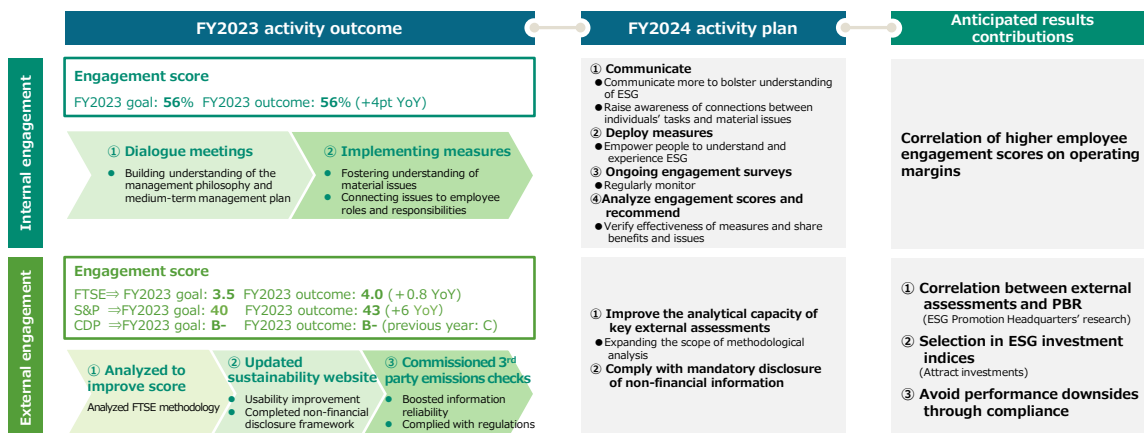 FY2023 activity outcome
FY2024 activity plan
Anticipated results
contributions
Internal engagement
Engagement score
FY2023 goal: 56% FY2023 outcome: 56% (+4pt YoY)
① Dialogue meetings
● Building understanding of the
management philosophy and
medium-term management plan
② Implementing measures
● Fostering understanding of
material issues
● Connecting issues to employee
roles and responsibilities
① Communicate
●Communicate more to bolster understanding
of ESG
●Raise awareness of connections between
individuals' tasks and material issues
② Deploy measures
●Empower people to understand and
experience ESG
③ Ongoing engagement surveys
●Regularly monitor
④Analyze engagement scores and
recommend
●Verify effectiveness of measures and share
benefits and issues
Correlation of higher employee
engagement scores on operating
margins
External engagement
Engagement score
FTSE⇒ FY2023 goal: 3.5 FY2023 outcome: 4.0 (+0.8 YoY)
S&P ⇒FY2023 goal: 40 FY2023 outcome: 43 (+6 YoY)
CDP ⇒FY2023 goal: B- FY2023 outcome: B- (previous year: C)
① Analyzed to
improve score
Analyzed FTSE methodology
② Updated
sustainability website
● Usability improvement
● Completed non-financial
disclosure framework
③ Commissioned 3rd
party emissions checks
● Boosted information
reliability
● Complied with regulations
① Improve the analytical capacity of
key external assessments
●Expanding the scope of methodological
analysis
② Comply with mandatory disclosure
of non-financial information
① Correlation between external
assessments and PBR
(ESG Promotion Headquarters' research)
② Selection in ESG investment
indices
(Attract investments)
③ Avoid performance downsides
through compliance